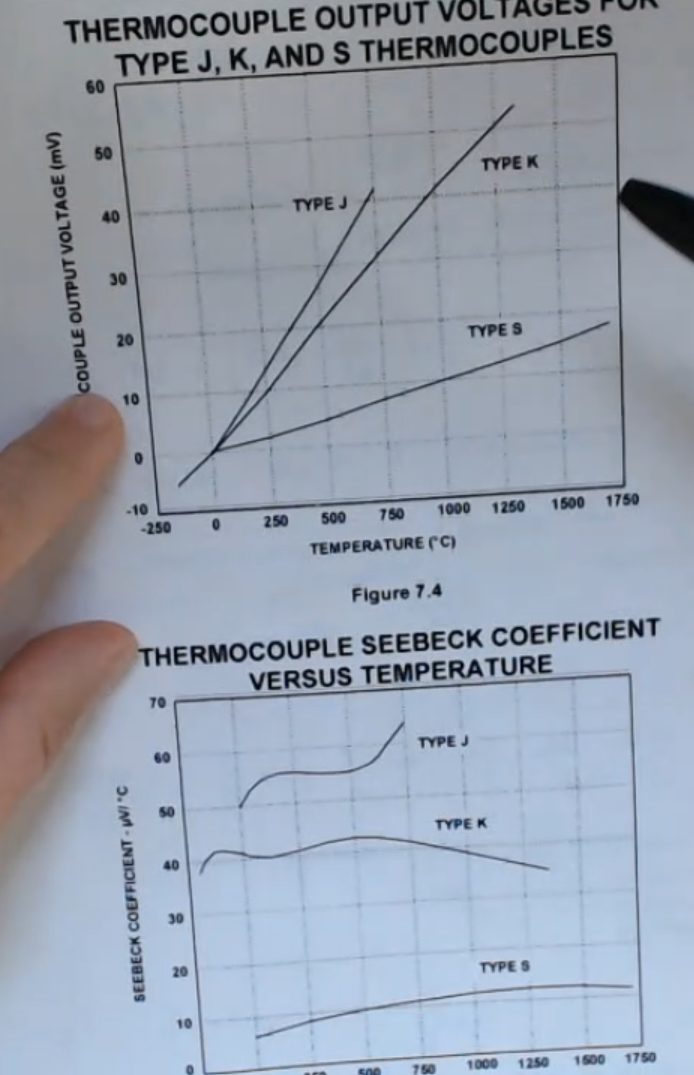 THERMOCOUPLE OUTPUT VOLTAGES FOR
TYPE J, K, AND S THERMOCOUPLES
60
50
40
30
20
10
0
-10
COUPLE OUTPUT VOLTAGE (mV)
TYPE J
TYPE K
TYPE S
-250 0 250 500 750 1000 1250 1500 1750
TEMPERATURE (°C)
Figure 7.4
THERMOCOUPLE SEEBECK COEFFICIENT
VERSUS TEMPERATURE
70
60
50
40
30
20
10
0
SEEBECK COEFFICIENT - µV/ °C
TYPE J
TYPE K
TYPE S
500 750 1000 1250 1500 1750